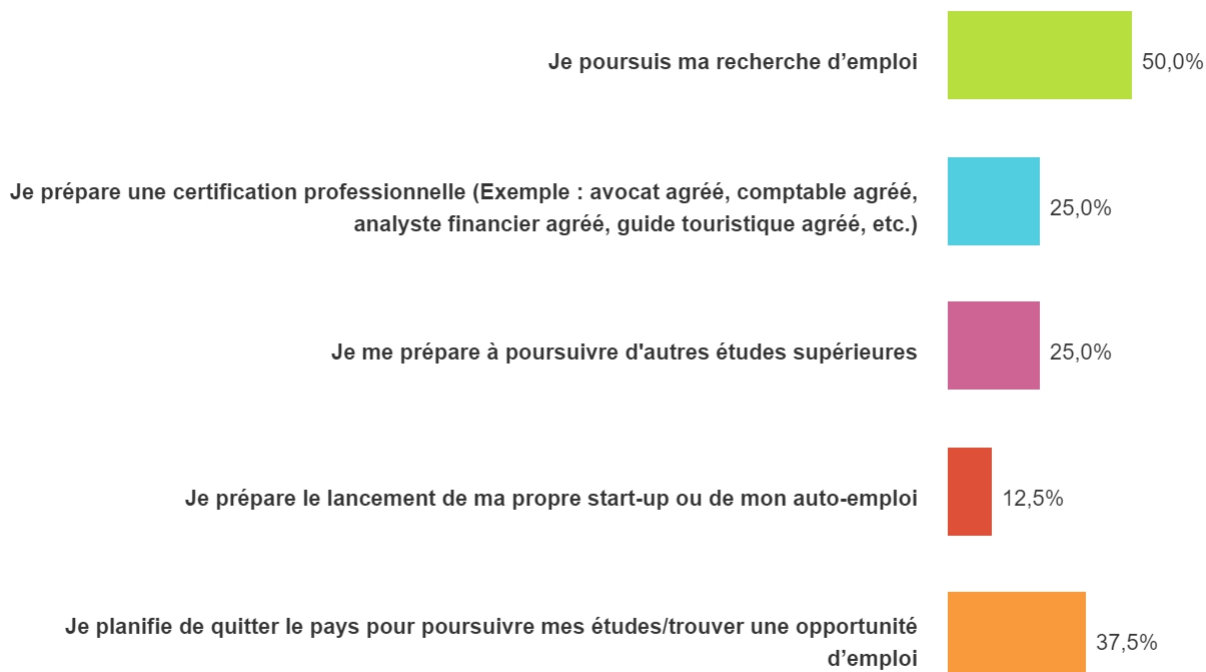 Je poursuis ma recherche d’emploi
50,0%
Je prépare une certification professionnelle (Exemple : avocat agréé, comptable agréé,
analyste financier agréé, guide touristique agréé, etc.)
25,0%
Je me prépare à poursuivre d'autres études supérieures
25,0%
Je prépare le lancement de ma propre start-up ou de mon auto-emploi
12,5%
Je planifie de quitter le pays pour poursuivre mes études/trouver une opportunité
d’emploi
37,5%